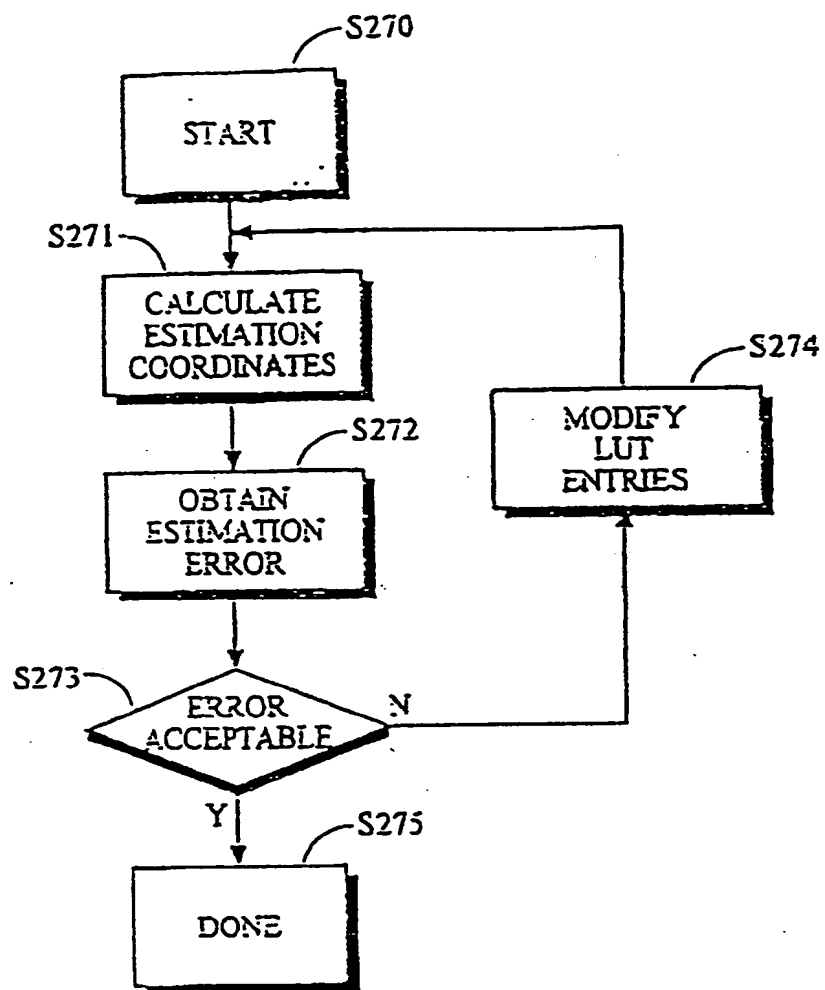 S270
START
S271
CALCULATE
ESTIMATION
COORDINATES
S274
MODIFY
LUT
ENTRIES
S272
OBTAIN
ESTIMATION
ERROR
S273
ERROR
ACCEPTABLE
N
Y
S275
DONE